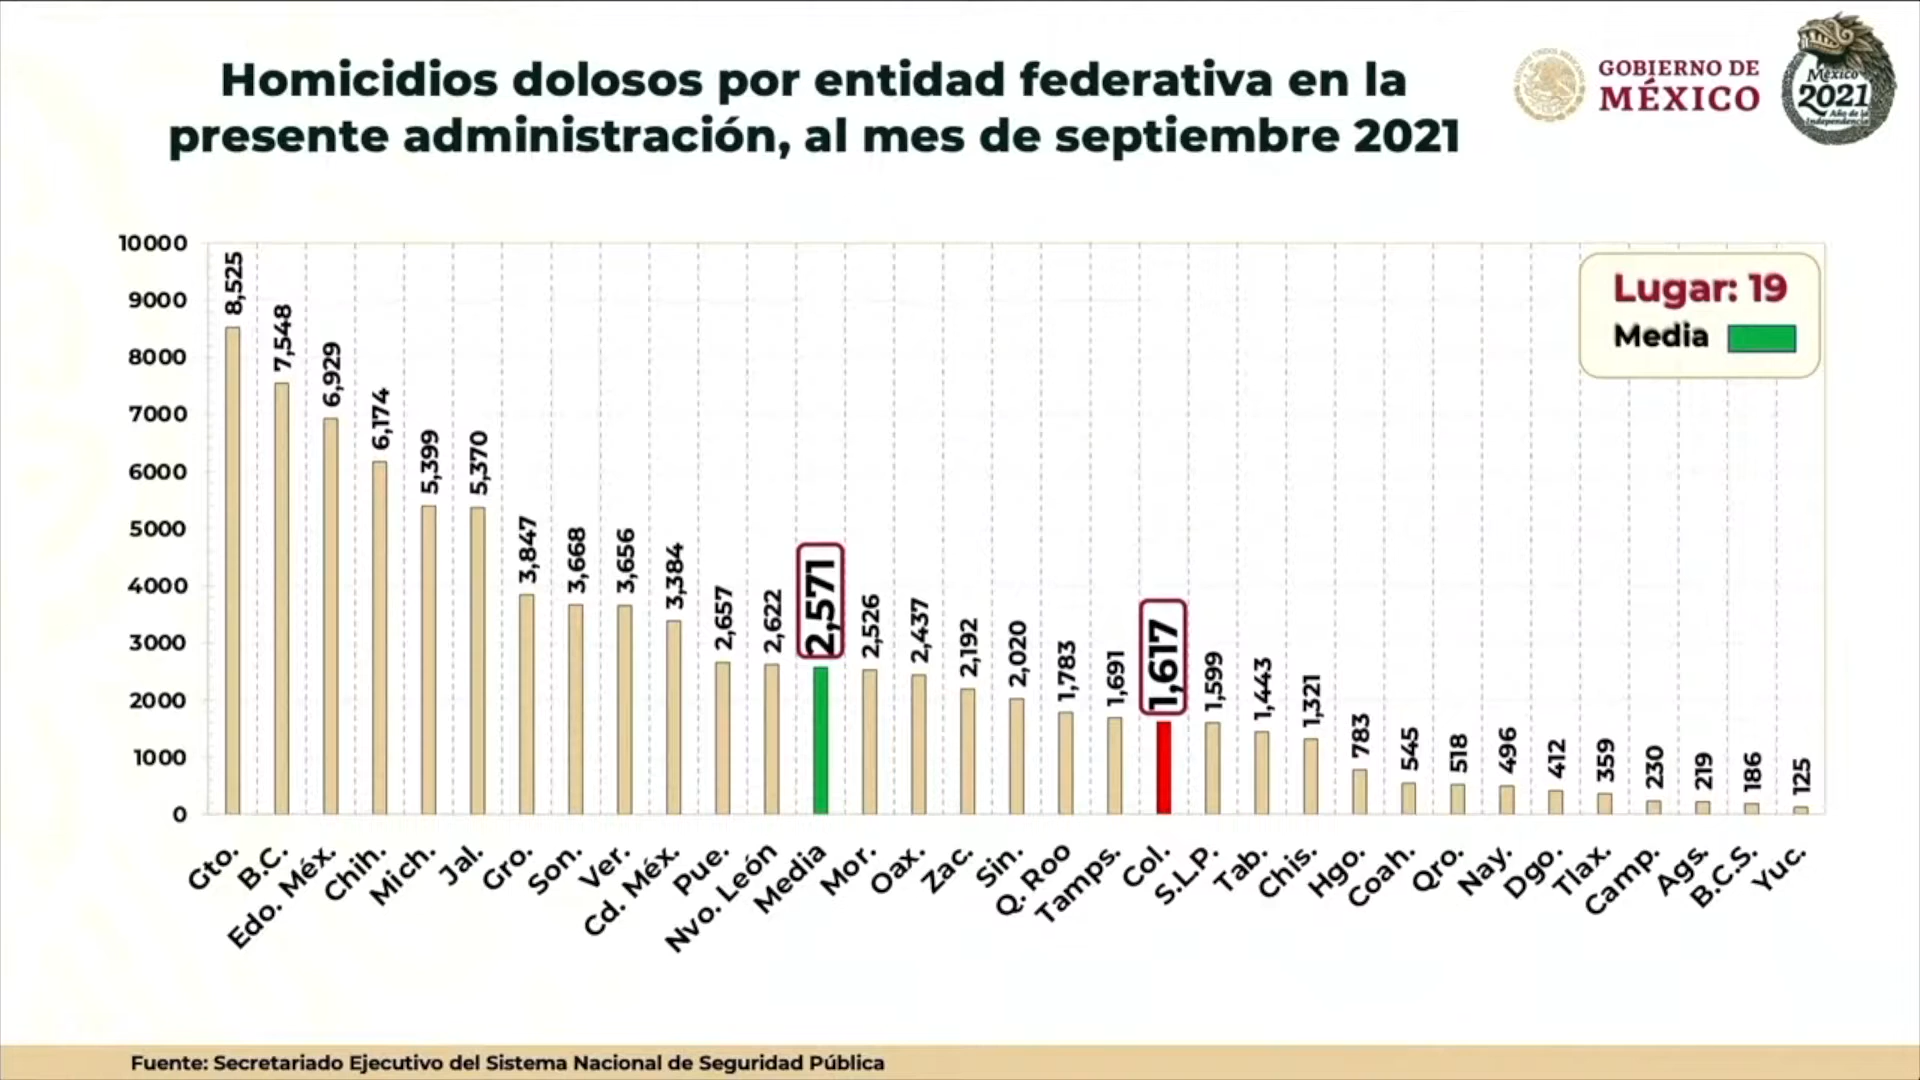 Homicidios dolosos por entidad federativa en la
presente administración, al mes de septiembre 2021
GOBIERNO DE
MÉXICO
México
2021
Año de la
Independencia
Lugar: 19
Media
10000
9000
8000
7000
6000
5000
4000
3000
2000
1000
0
8,525
7,548
6,929
6,174
5,399
5,370
3,847
3,668
3,656
3,384
2,657
2,622
2,571
2,526
2,437
2,192
2,020
1,783
1,691
1,617
1,599
1,443
1,321
783
545
518
496
412
359
230
219
186
125
Gto.
B.C.
Edo. Méx.
Chih.
Mich.
Jal.
Gro.
Son.
Ver.
Cd. Méx.
Pue.
Nvo. León
Media
Mor.
Oax.
Zac.
Sin.
Q. Roo
Tamps.
Col.
S.L.P.
Tab.
Chis.
Hgo.
Coah.
Qro.
Nay.
Dgo.
Tlax.
Camp.
Ags.
B.C.S.
Yuc.
Fuente: Secretariado Ejecutivo del Sistema Nacional de Seguridad Pública